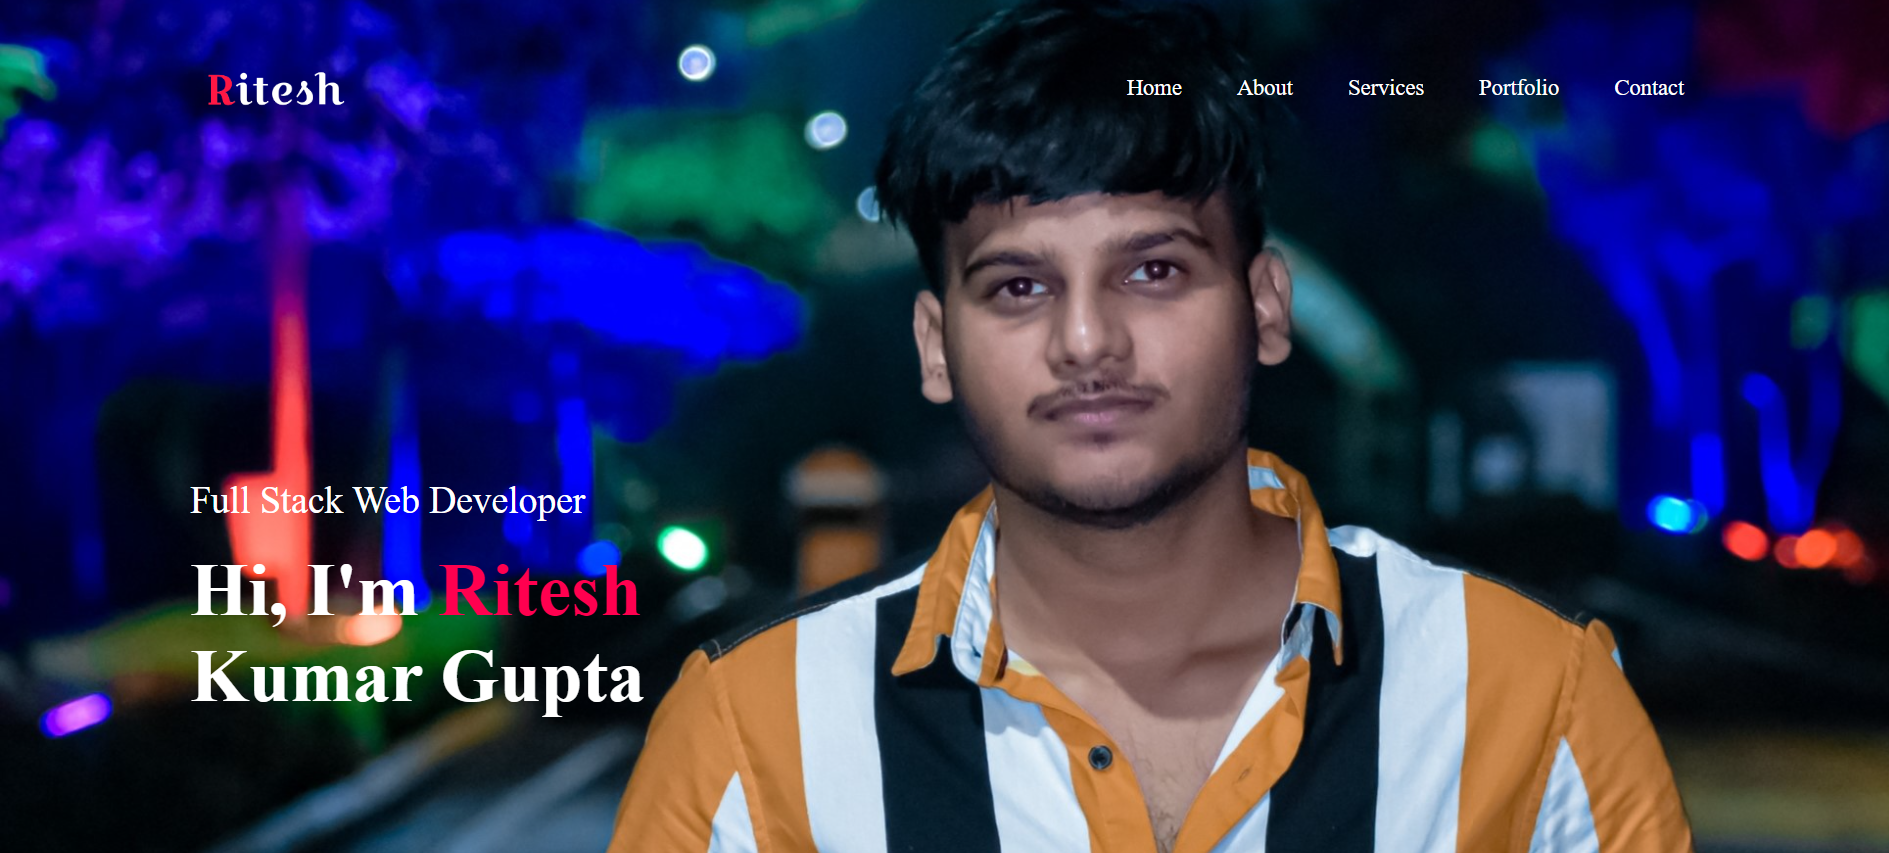 Ritesh
Home About Services Portfolio Contact
Full Stack Web Developer
Hi, I'm Ritesh
Kumar Gupta